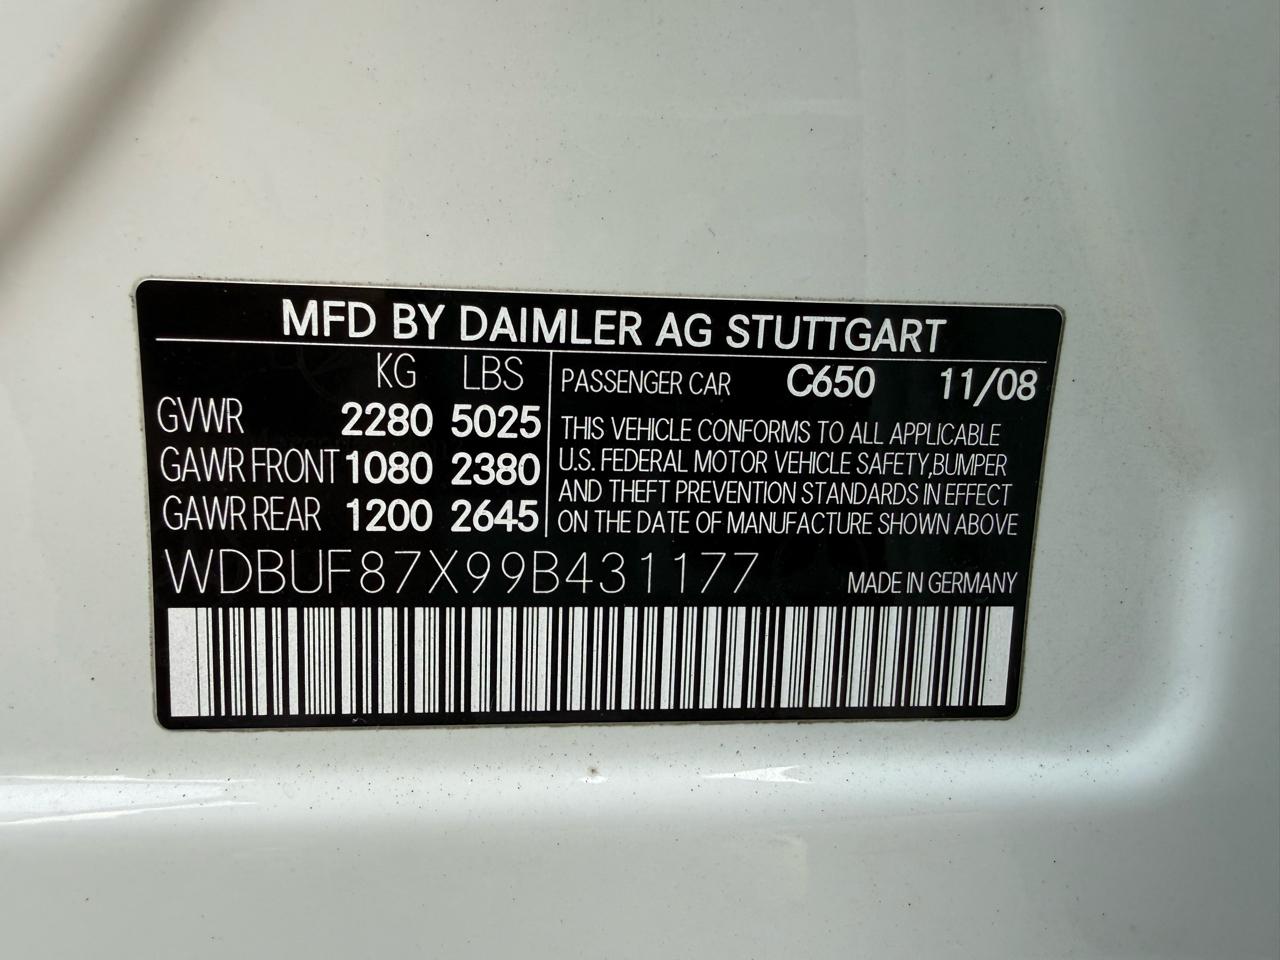 MFD BY DAIMLER AG STUTTGART
KG LBS
GVWR 2280 5025
GAWR FRONT 1080 2380
GAWR REAR 1200 2645
PASSENGER CAR C650 11/08
THIS VEHICLE CONFORMS TO ALL APPLICABLE
U.S. FEDERAL MOTOR VEHICLE SAFETY,BUMPER
AND THEFT PREVENTION STANDARDS IN EFFECT
ON THE DATE OF MANUFACTURE SHOWN ABOVE
WDBUF87X99B431177 MADE IN GERMANY